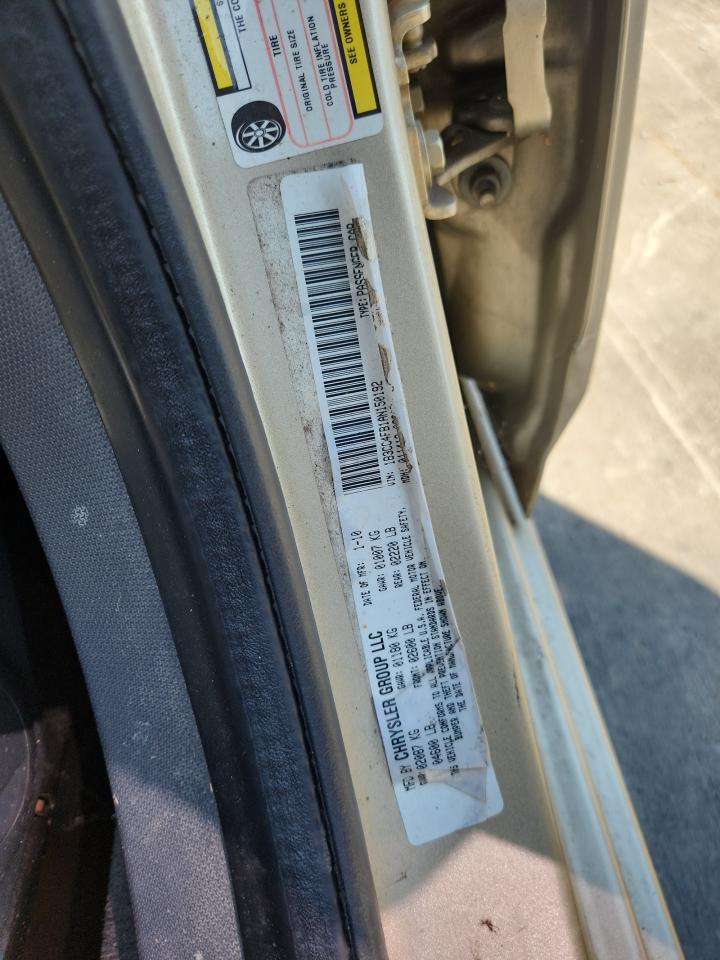 THE CO
TIRE
ORIGINAL TIRE SIZE
COLD TIRE INFLATION
PRESSURE
SEE OWNERS
MFD BY CHRYSLER GROUP LLC
DATE OF MFR: 1-10
GVWR: 02087 KG
GAWR: 01180 KG
GAWR: 01007 KG
04600 LB
FRONT: 02600 LB
REAR: 02220 LB
THIS VEHICLE CONFORMS TO ALL APPLICABLE U.S.A. FEDERAL MOTOR VEHICLE SAFETY,
BUMPER AND THEFT PREVENTION STANDARDS IN EFFECT ON
THE DATE OF MANUFACTURE SHOWN ABOVE.
VIN: 1B3CC4FB1AN150192
TYPE: PASSENGER CAR
MDH: